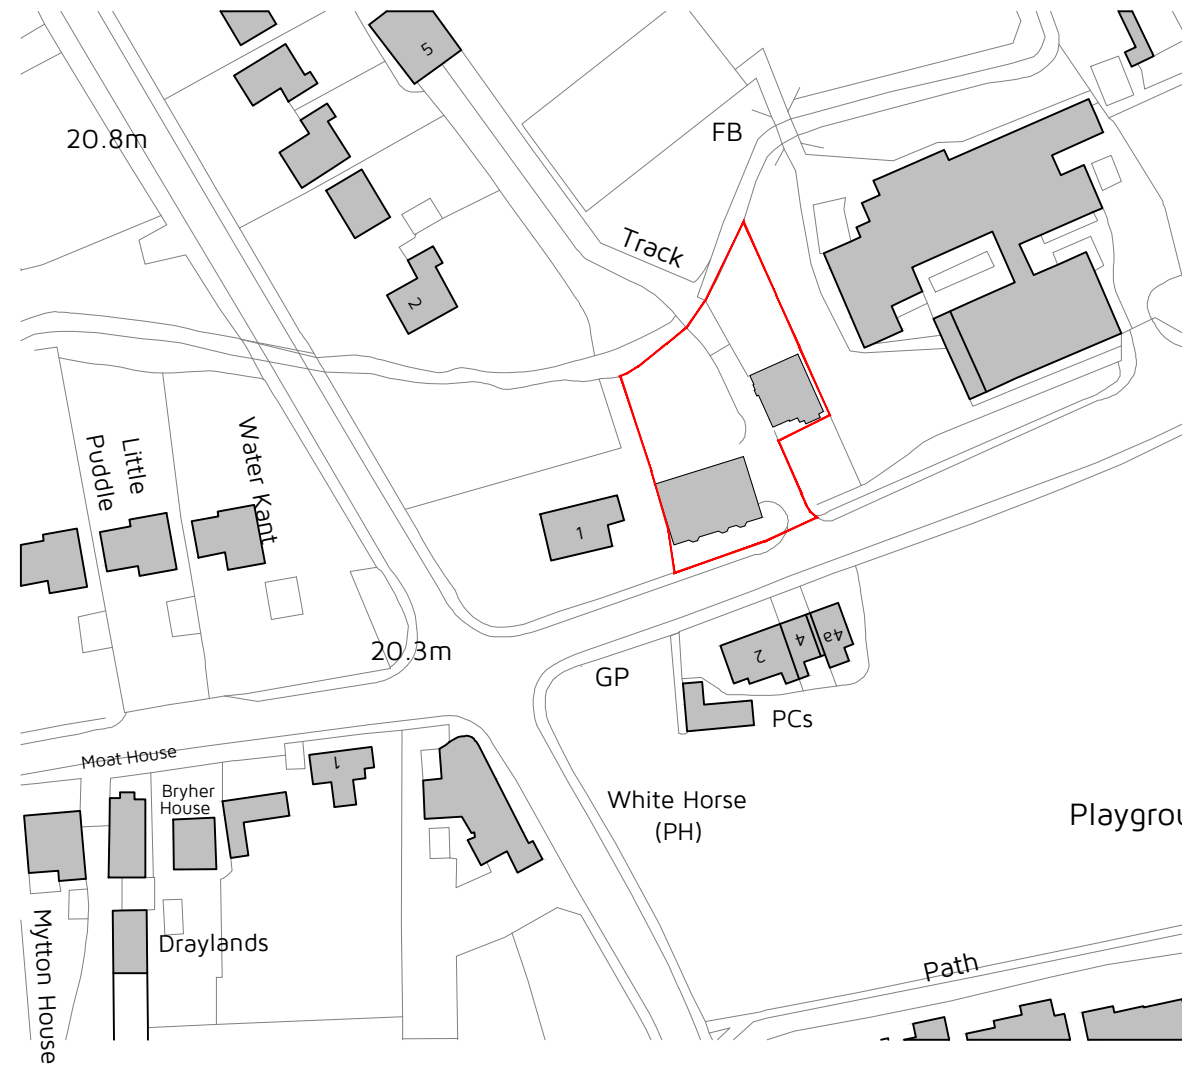 5
20.8m
FB
Track
2
Water Kant
Little
Puddle
1
20.3m
GP
2
4
4a
PCs
Moat House
1
Bryher
House
White Horse
(PH)
Playgrou
Mytton House
Draylands
Path